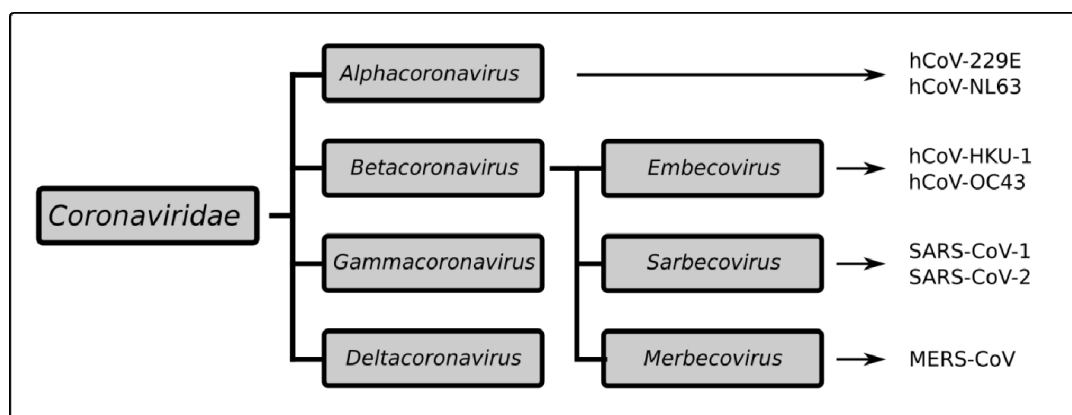 Coronaviridae
Alphacoronavirus
hCoV-229E
hCoV-NL63
Betacoronavirus
Embecovirus
hCoV-HKU-1
hCoV-OC43
Gammacoronavirus
Sarbecovirus
SARS-CoV-1
SARS-CoV-2
Deltacoronavirus
Merbecovirus
MERS-CoV